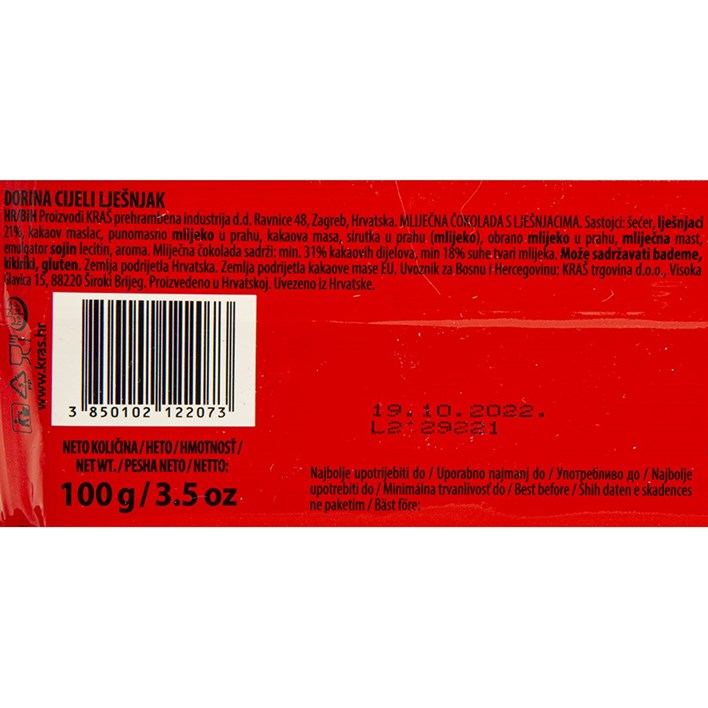 DORINA CIJELI LJEŠNJAK
HR/BIH Proizvodi KRAŠ prehrambena industrija d.d. Ravnice 48, Zagreb, Hrvatska. MLIJEČNA ČOKOLADA S LJEŠNJACIMA. Sastojci: šećer, lješnjaci
21%, kakaov maslac, punomasno mlijeko u prahu, kakaova masa, sirutka u prahu (mlijeko), obrano mlijeko u prahu, mliječna mast,
emulgator sojin lecitin, aroma. Mliječna čokolada sadrži: min. 31% kakaovih dijelova, min 18% suhe tvari mlijeka. Može sadržavati bademe,
kikiriki, gluten. Zemlja podrijetla Hrvatska. Zemlja podrijetla kakaove mase EU. Uvoznik za Bosnu i Hercegovinu: KRAŠ trgovina d.o.o., Visoka
Glavica 15, 88220 Široki Brijeg. Proizvedeno u Hrvatskoj. Uvezeno iz Hrvatske.
www.kras.hr
PP
3 850102 122073
NETO KOLIČINA / НЕТО / HMOTNOSŤ /
NET WT. / PESHA NETO / NETTO:
100 g / 3.5 oz
19.10.2022.
L2'29221
Najbolje upotrijebiti do / Uporabno najmanj do / Употребливо до / Najbolje
upotrebiti do / Minimálna trvanlivosť do / Best before / Shih daten e skadences
ne paketim / Bäst före: